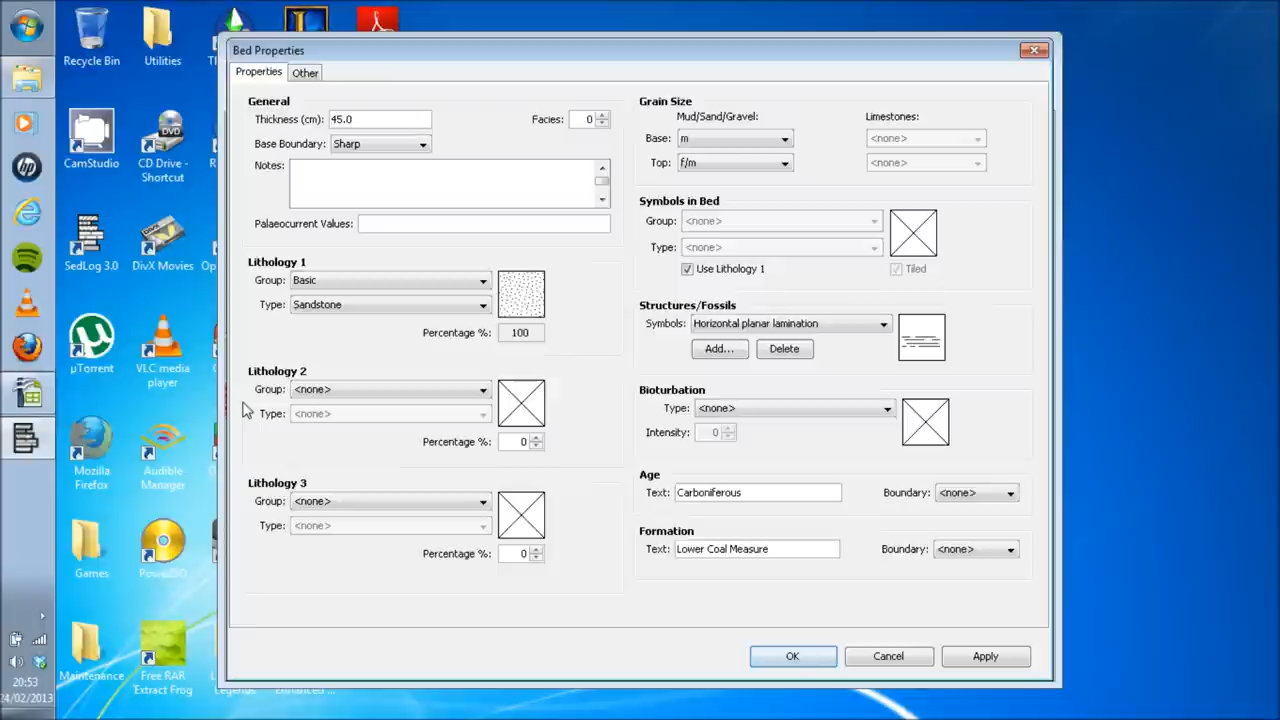 Recycle Bin
Utilities
CamStudio
CD Drive -
Shortcut
SedLog 3.0
DivX Movies
µTorrent
VLC media
player
Mozilla
Firefox
Audible
Manager
Games
PowerISO
Maintenance
Free RAR
Extract Frog
20:53
24/02/2013
Bed Properties
Properties
Other
General
Thickness (cm): 45.0
Facies: 0
Base Boundary: Sharp
Notes:
Palaeocurrent Values:
Lithology 1
Group: Basic
Type: Sandstone
Percentage %: 100
Lithology 2
Group: <none>
Type: <none>
Percentage %: 0
Lithology 3
Group: <none>
Type: <none>
Percentage %: 0
Grain Size
Mud/Sand/Gravel: Limestones:
Base: m <none>
Top: f/m <none>
Symbols in Bed
Group: <none>
Type: <none>
Use Lithology 1 Tiled
Structures/Fossils
Symbols: Horizontal planar lamination
Add... Delete
Bioturbation
Type: <none>
Intensity: 0
Age
Text: Carboniferous Boundary: <none>
Formation
Text: Lower Coal Measure Boundary: <none>
OK Cancel Apply